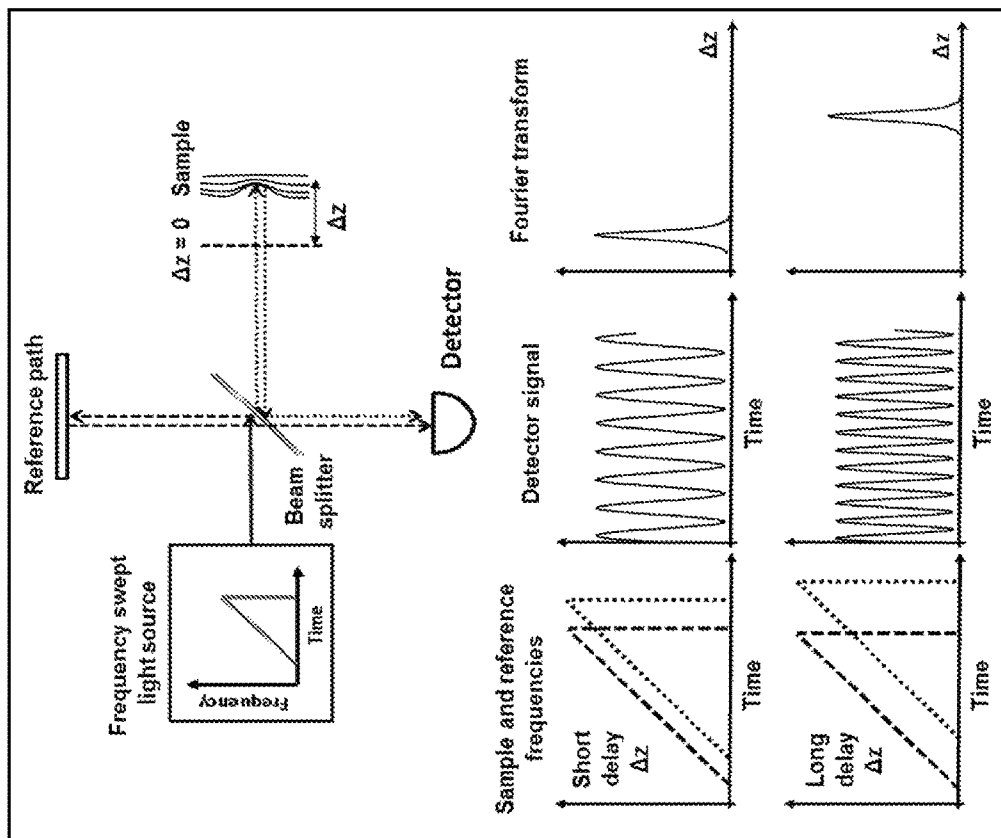 Frequency swept
light source
Frequency
Time
Reference path
Beam
splitter
Δz = 0
Sample
Δz
Detector
Sample and reference
frequencies
Detector signal
Fourier transform
Short
delay
Δz
Time
Time
Δz
Long
delay
Δz
Time
Time
Δz